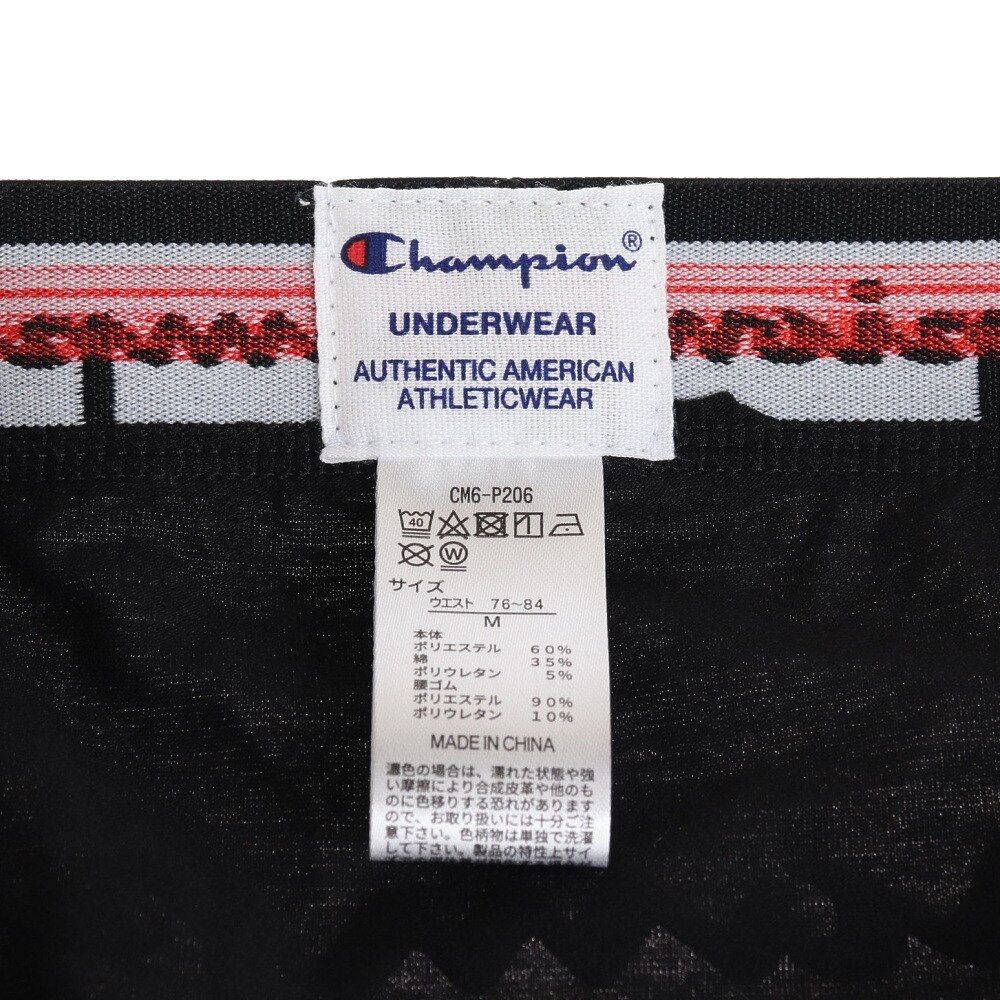 Champion®
UNDERWEAR
AUTHENTIC AMERICAN
ATHLETICWEAR
CM6-P206
40
W
サイズ
ウエスト 76~84
M
本体
ポリエステル 60%
綿 35%
ポリウレタン 5%
腰ゴム
ポリエステル 90%
ポリウレタン 10%
MADE IN CHINA
濃色の場合は、濡れた状態や強
い摩擦により合成皮革や他のも
のに色移りする恐れがあります
ので、お取り扱いには十分ご注
意下さい。色柄物は単独で洗濯
して下さい。製品の特性上サイ